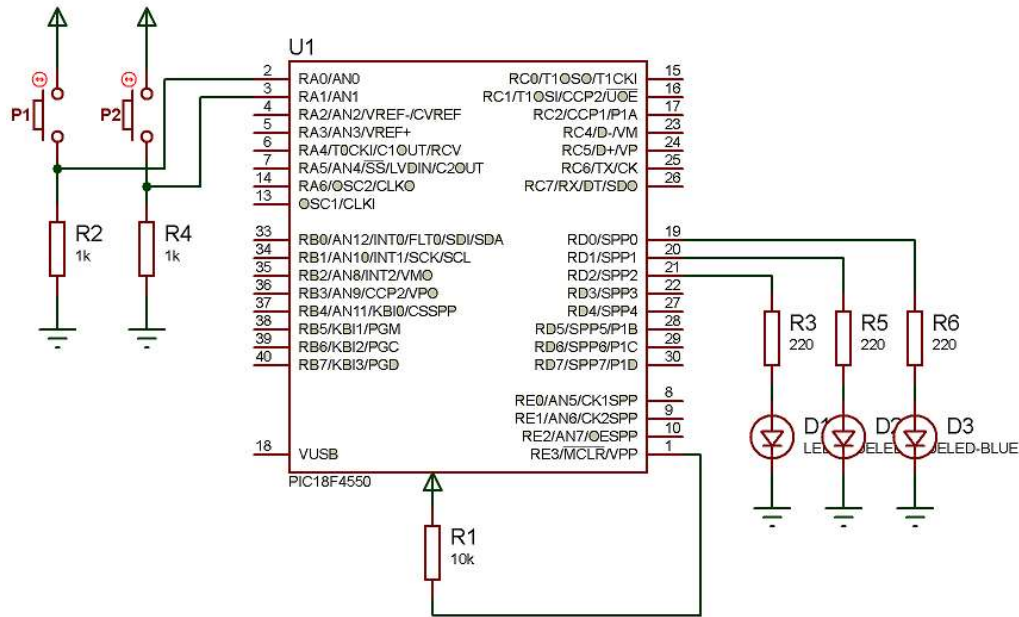 U1
2 RA0/AN0 RC0/T1OSO/T1CKI 15
3 RA1/AN1 RC1/T1OSI/CCP2/UOE 16
4 RA2/AN2/VREF-/CVREF RC2/CCP1/P1A 17
5 RA3/AN3/VREF+ RC4/D-/VM 23
6 RA4/T0CKI/C1OUT/RCV RC5/D+/VP 24
7 RA5/AN4/SS/LVDIN/C2OUT RC6/TX/CK 25
14 RA6/OSC2/CLKO RC7/RX/DT/SDO 26
13 OSC1/CLKI
P1
P2
33 RB0/AN12/INT0/FLT0/SDI/SDA RD0/SPP0 19
34 RB1/AN10/INT1/SCK/SCL RD1/SPP1 20
35 RB2/AN8/INT2/VMO RD2/SPP2 21
36 RB3/AN9/CCP2/VPO RD3/SPP3 22
37 RB4/AN11/KBI0/CSSPP RD4/SPP4 27
38 RB5/KBI1/PGM RD5/SPP5/P1B 28
39 RB6/KBI2/PGC RD6/SPP6/P1C 29
40 RB7/KBI3/PGD RD7/SPP7/P1D 30
RE0/AN5/CK1SPP 8
RE1/AN6/CK2SPP 9
RE2/AN7/OESPP 10
18 VUSB RE3/MCLR/VPP 1
PIC18F4550
R2
1k
R4
1k
R1
10k
R3
220
R5
220
R6
220
D1
D2
D3
LED-BLUE